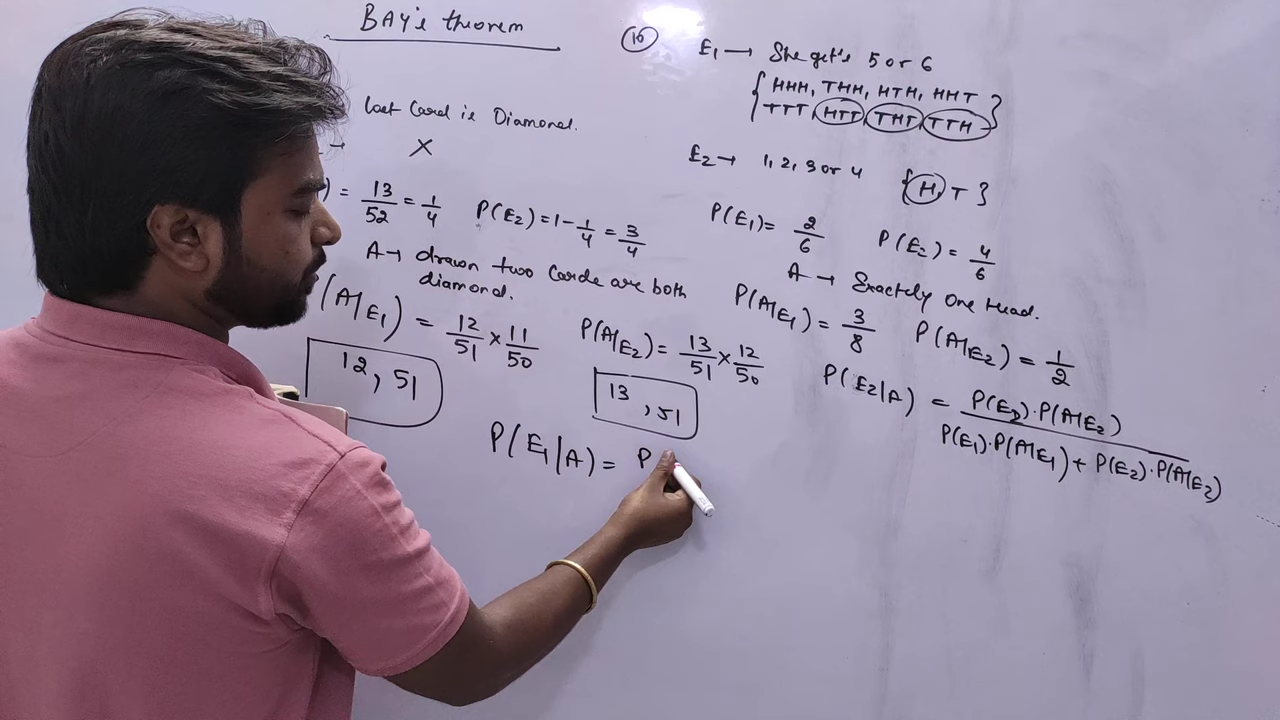 BAY's theorem
Last Card is Diamond.
→ X
) = 13/52 = 1/4 P(E₂) = 1 - 1/4 = 3/4
A → drawn two Cards are both
diamond.
(A|E₁) = 12/51 × 11/50 P(A|E₂) = 13/51 × 12/50
12, 51
13, 51
P(E₁|A) = P
(10) E₁ → She get's 5 or 6
{ HHH, THH, HTH, HHT
TTT, HTT, THT, TTH }
E₂ → 1, 2, 3 or 4 {H, T}
P(E₁) = 2/6 P(E₂) = 4/6
A → Exactely one Head.
P(A|E₁) = 3/8 P(A|E₂) = 1/2
P(E₂|A) = P(E₂)·P(A|E₂)
P(E₁)·P(A|E₁) + P(E₂)·P(A|E₂)